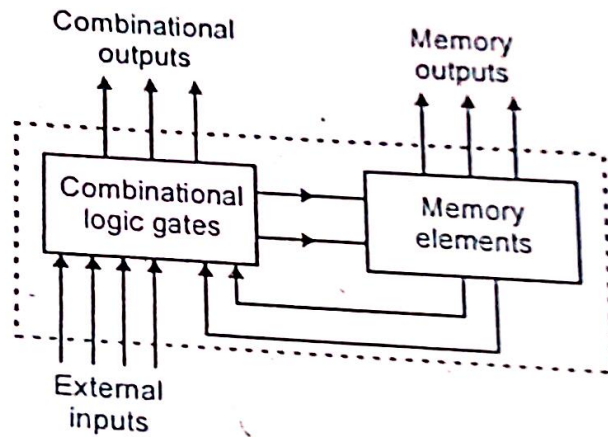 Combinational
outputs
Memory
outputs
Combinational
logic gates
Memory
elements
External
inputs